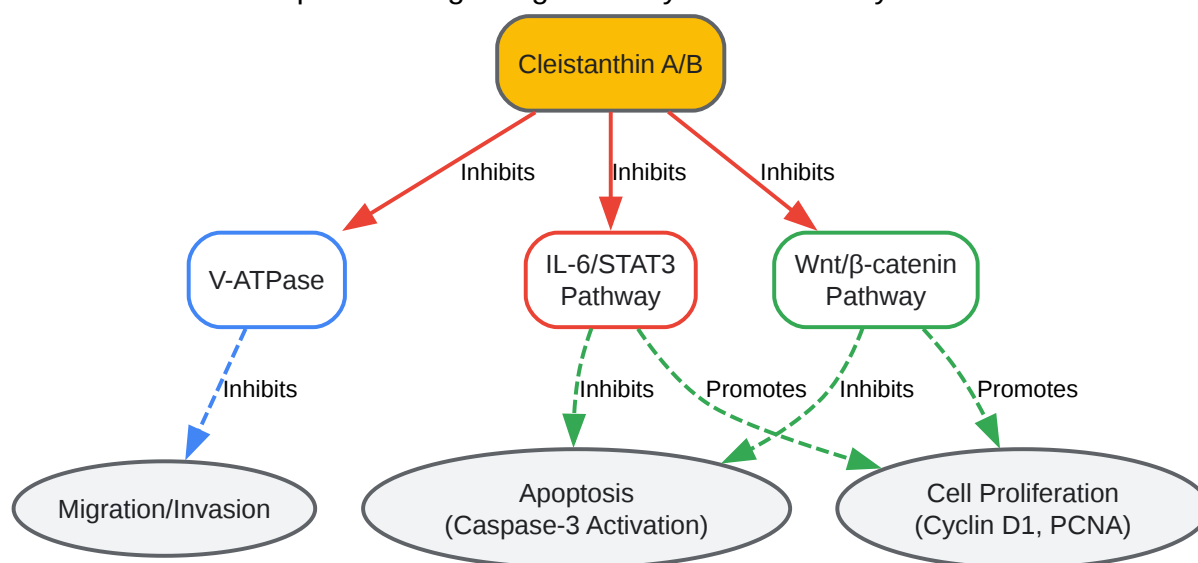 Cleistanthin A/B
Inhibits
Inhibits
Inhibits
V-ATPase
IL-6/STAT3
Pathway
Wnt/β-catenin
Pathway
Inhibits
Inhibits
Promotes
Inhibits
Promotes
Migration/Invasion
Apoptosis
(Caspase-3 Activation)
Cell Proliferation
(Cyclin D1, PCNA)